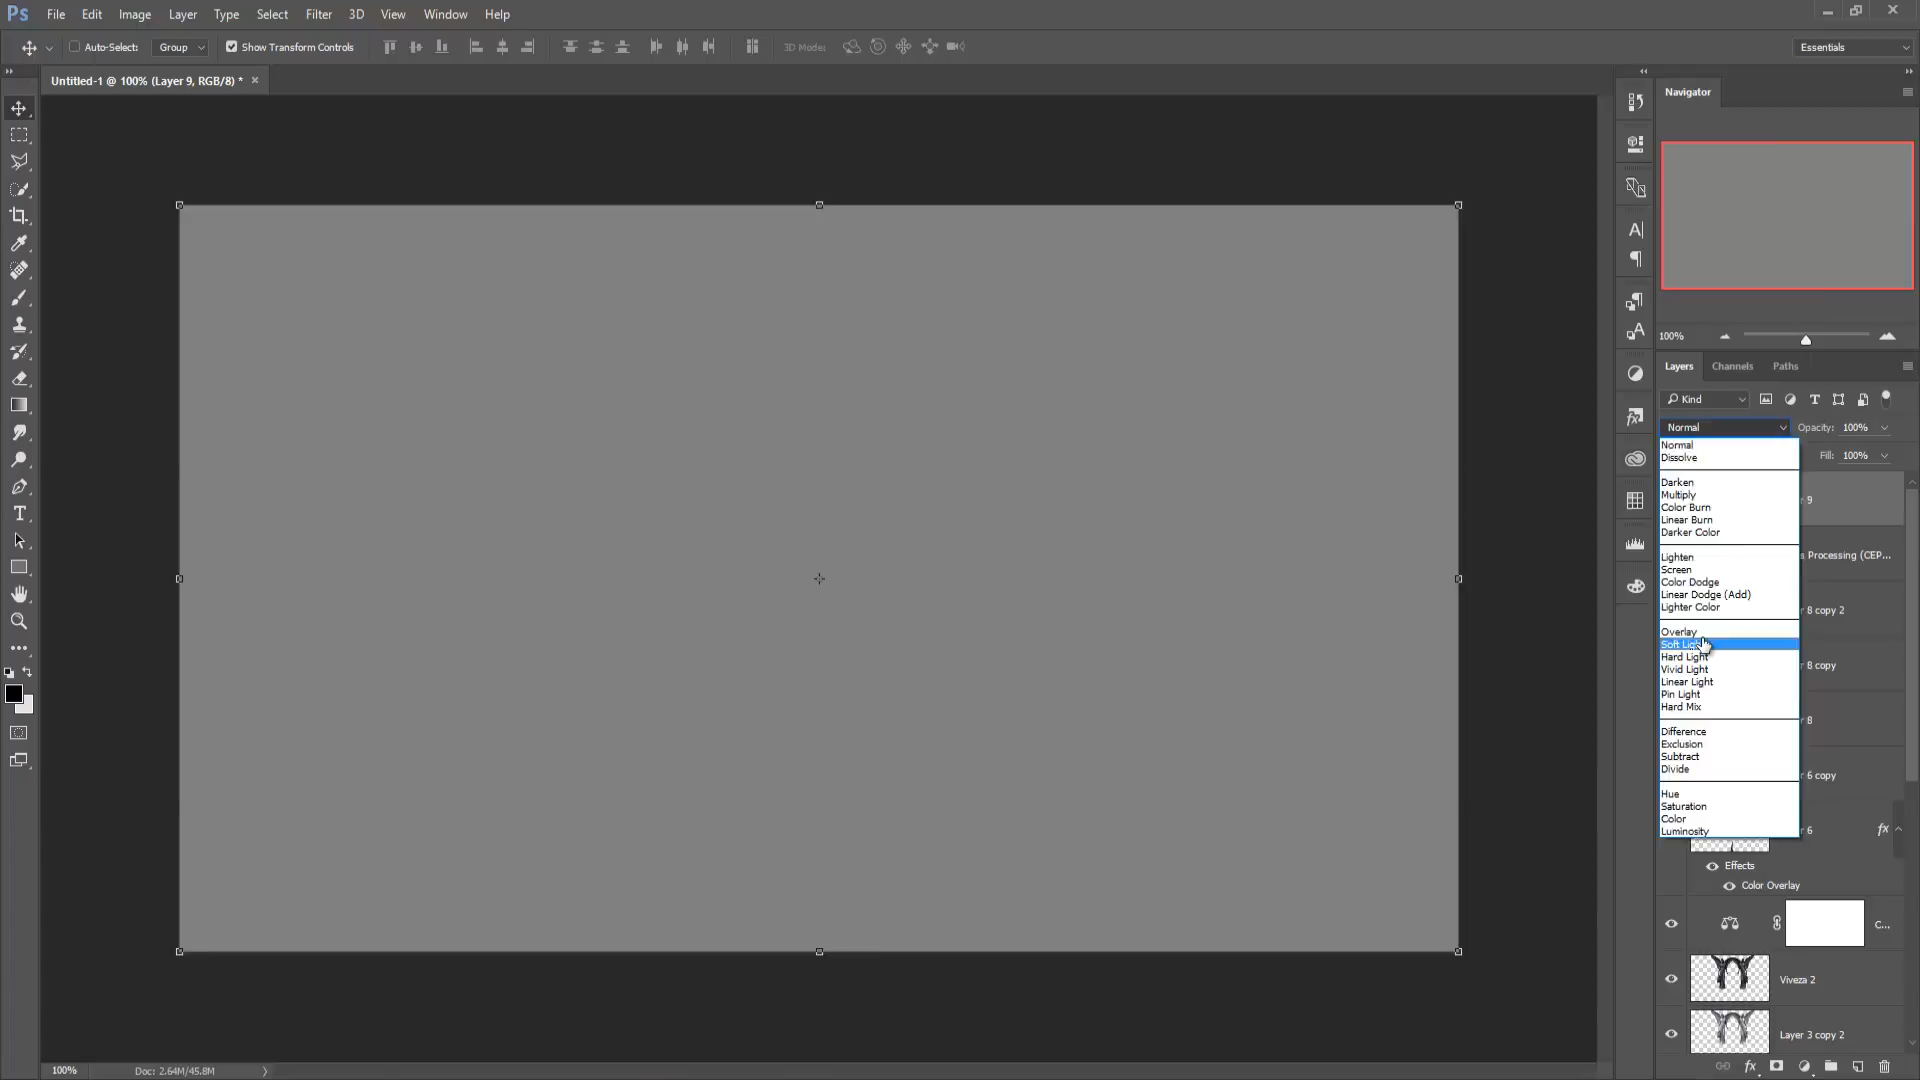 Ps File Edit Image Layer Type Select Filter 3D View Window Help
Auto-Select: Group Show Transform Controls 3D Mode: Essentials
Untitled-1 @ 100% (Layer 9, RGB/8) * ×
Navigator
100%
Layers Channels Paths
Kind
Normal Opacity: 100%
Fill: 100%
Normal
Dissolve
Darken
Multiply
Color Burn
Linear Burn
Darker Color
Lighten
Screen
Color Dodge
Linear Dodge (Add)
Lighter Color
Overlay
Soft Light
Hard Light
Vivid Light
Linear Light
Pin Light
Hard Mix
Difference
Exclusion
Subtract
Divide
Hue
Saturation
Color
Luminosity
r 9
s Processing (CEP...
r 8 copy 2
r 8 copy
r 8
r 6 copy
r 6 fx
Effects
Color Overlay
C...
Viveza 2
Layer 3 copy 2
100% Doc: 2.64M/45.8M